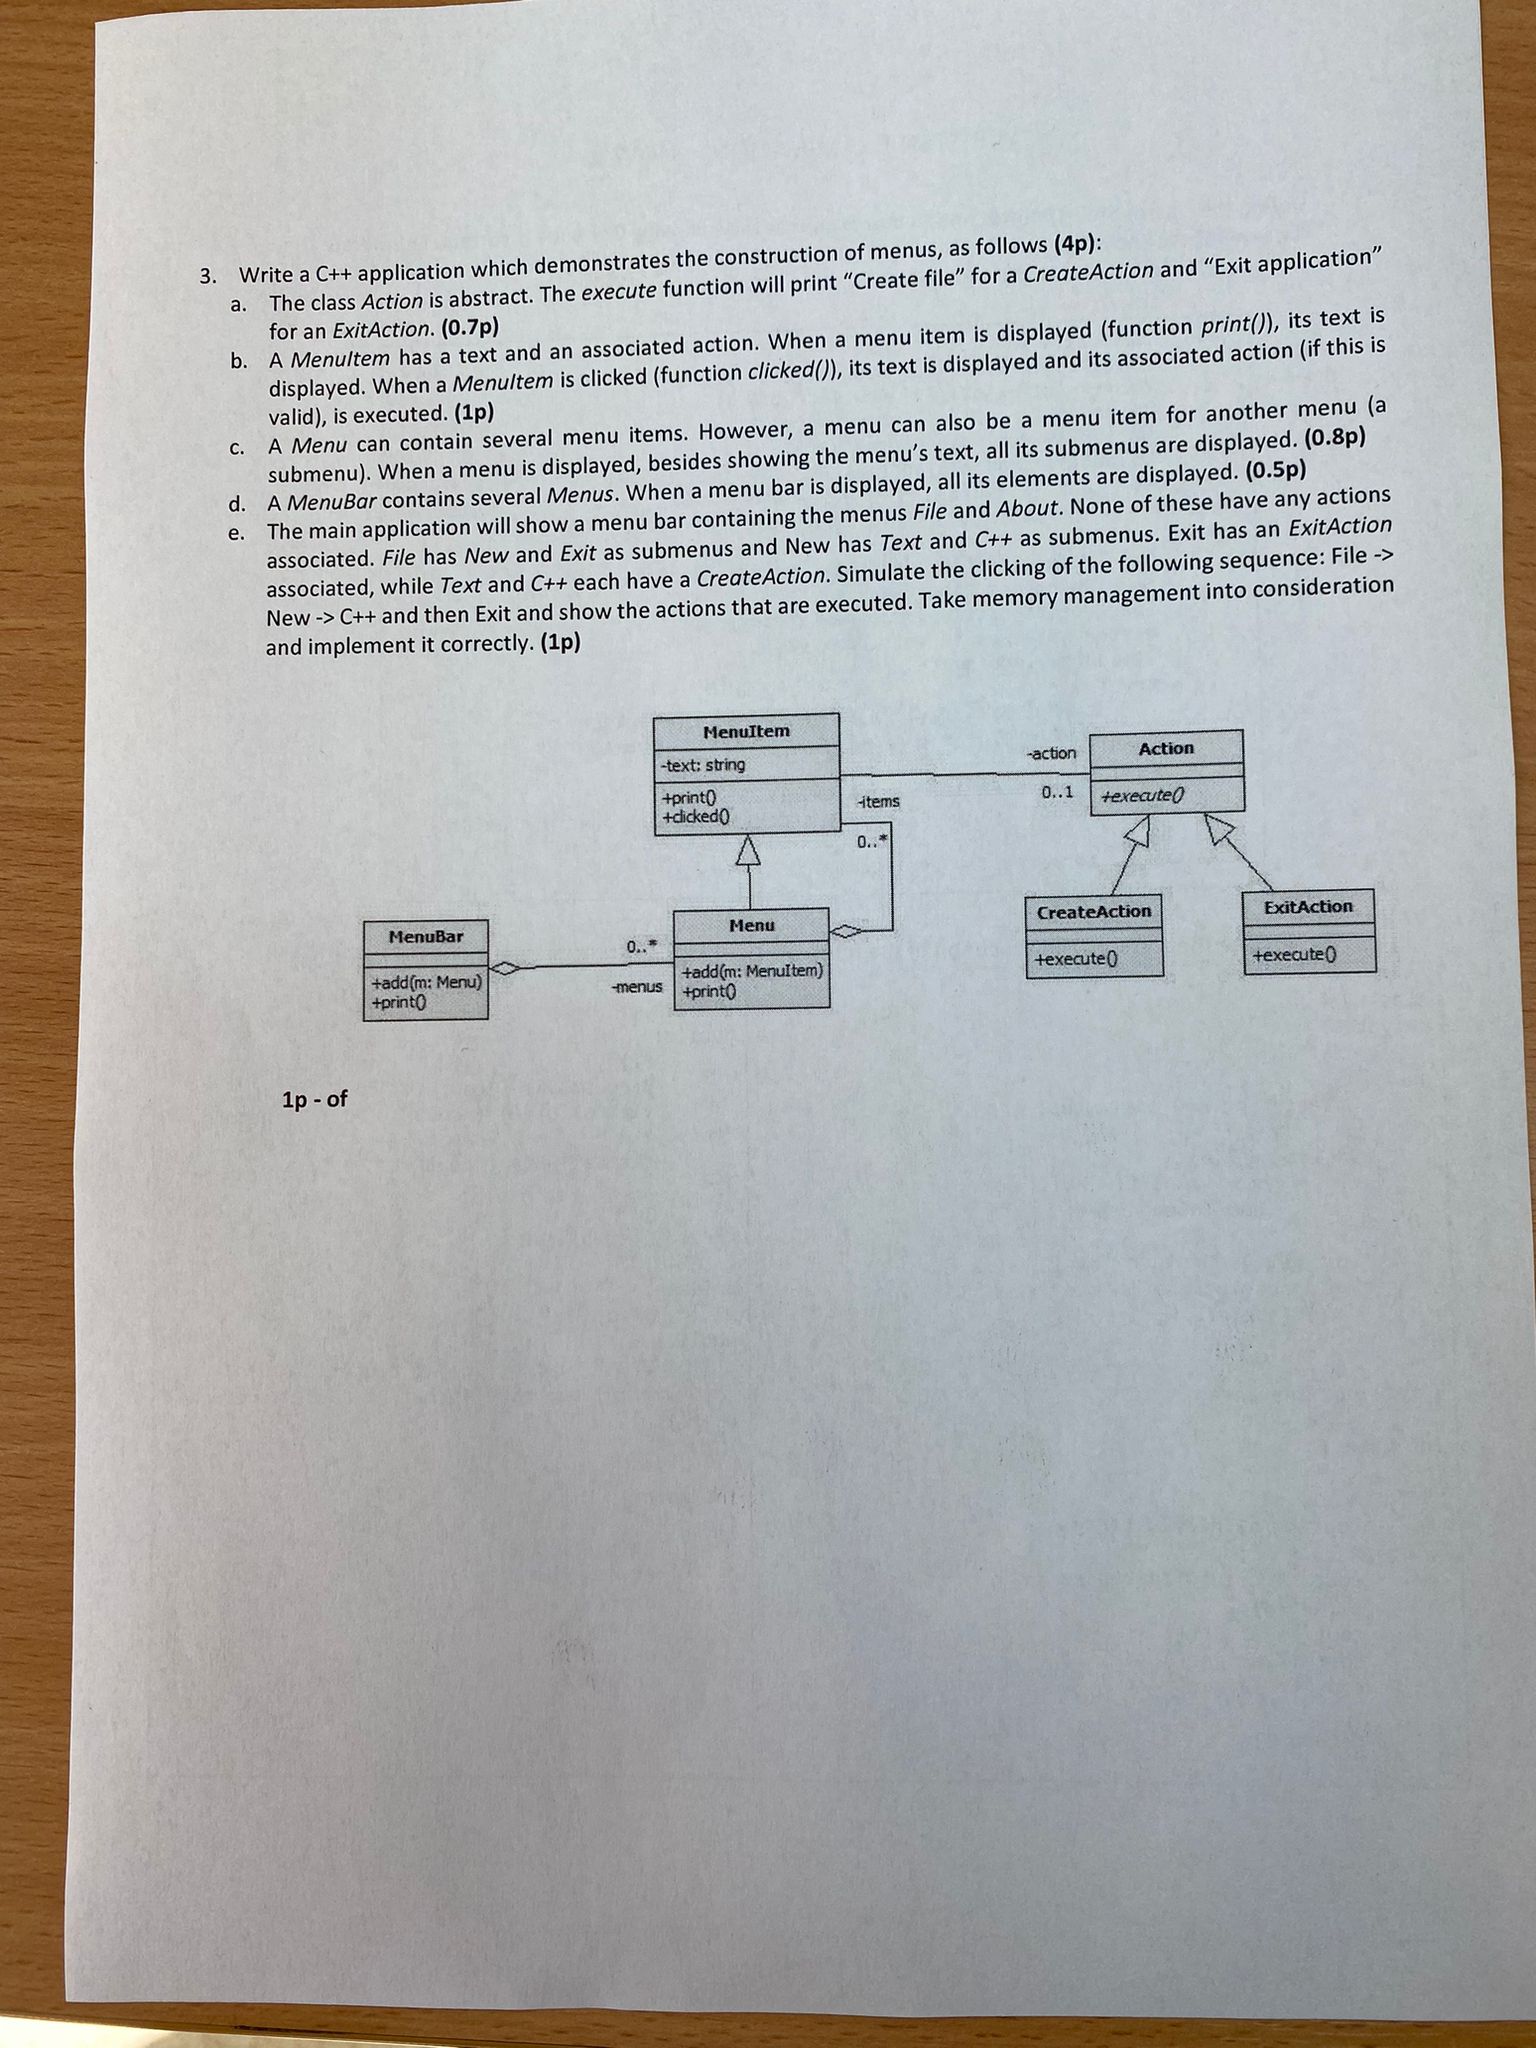 3. Write a C++ application which demonstrates the construction of menus, as follows (4p):
a. The class Action is abstract. The execute function will print “Create file” for a CreateAction and “Exit application”
for an ExitAction. (0.7p)
b. A MenuItem has a text and an associated action. When a menu item is displayed (function print()), its text is
displayed. When a MenuItem is clicked (function clicked()), its text is displayed and its associated action (if this is
valid), is executed. (1p)
c. A Menu can contain several menu items. However, a menu can also be a menu item for another menu (a
submenu). When a menu is displayed, besides showing the menu’s text, all its submenus are displayed. (0.8p)
d. A MenuBar contains several Menus. When a menu bar is displayed, all its elements are displayed. (0.5p)
e. The main application will show a menu bar containing the menus File and About. None of these have any actions
associated. File has New and Exit as submenus and New has Text and C++ as submenus. Exit has an ExitAction
associated, while Text and C++ each have a CreateAction. Simulate the clicking of the following sequence: File ->
New -> C++ and then Exit and show the actions that are executed. Take memory management into consideration
and implement it correctly. (1p)
MenuItem
-text: string
+print()
+clicked()
-action
0..1
Action
+execute()
-items
0..*
MenuBar
+add(m: Menu)
+print()
0..*
-menus
Menu
+add(m: MenuItem)
+print()
CreateAction
+execute()
ExitAction
+execute()
1p - of